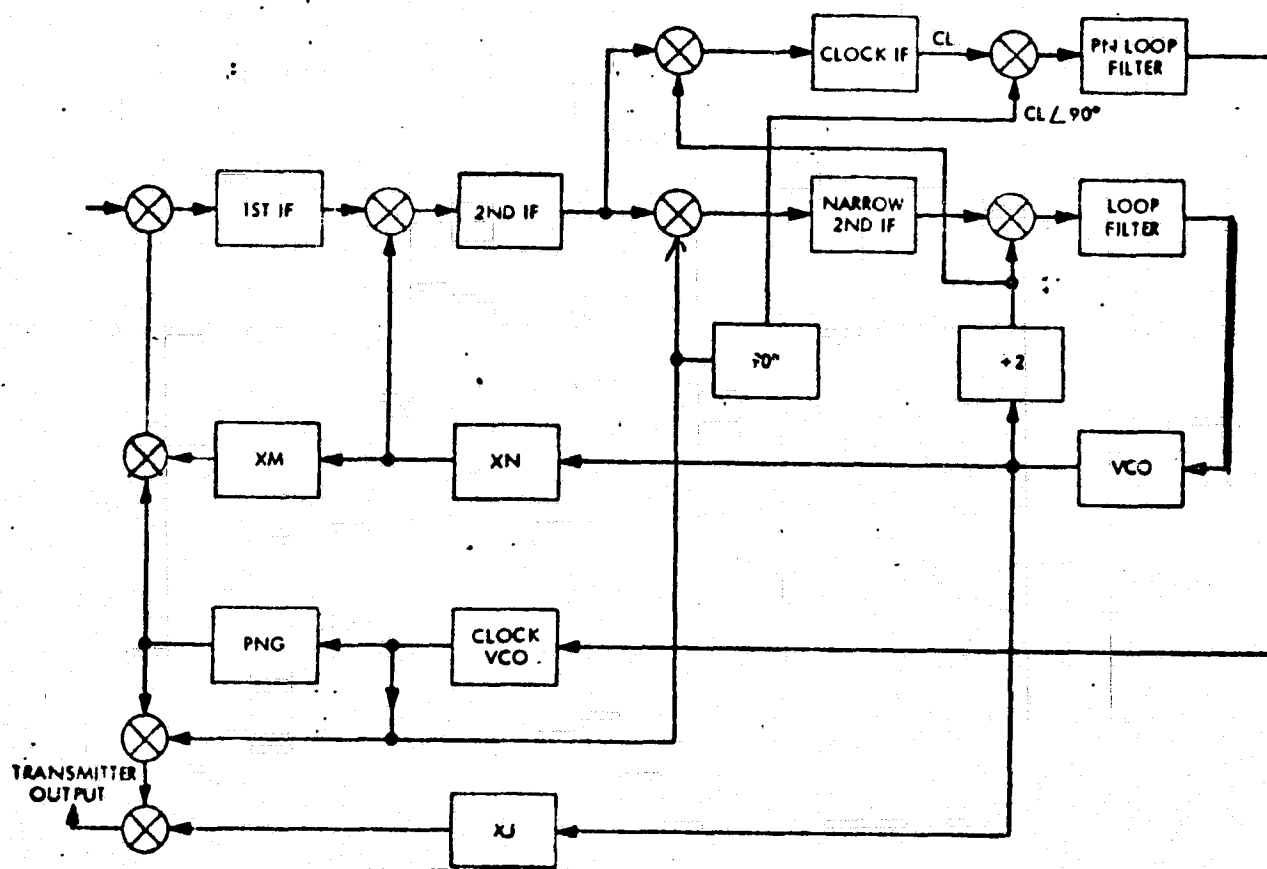 CLOCK IF
CL
PN LOOP
FILTER
CL∠90°
1ST IF
2ND IF
NARROW
2ND IF
LOOP
FILTER
90°
÷2
XM
XN
VCO
PNG
CLOCK
VCO
TRANSMITTER
OUTPUT
XJ